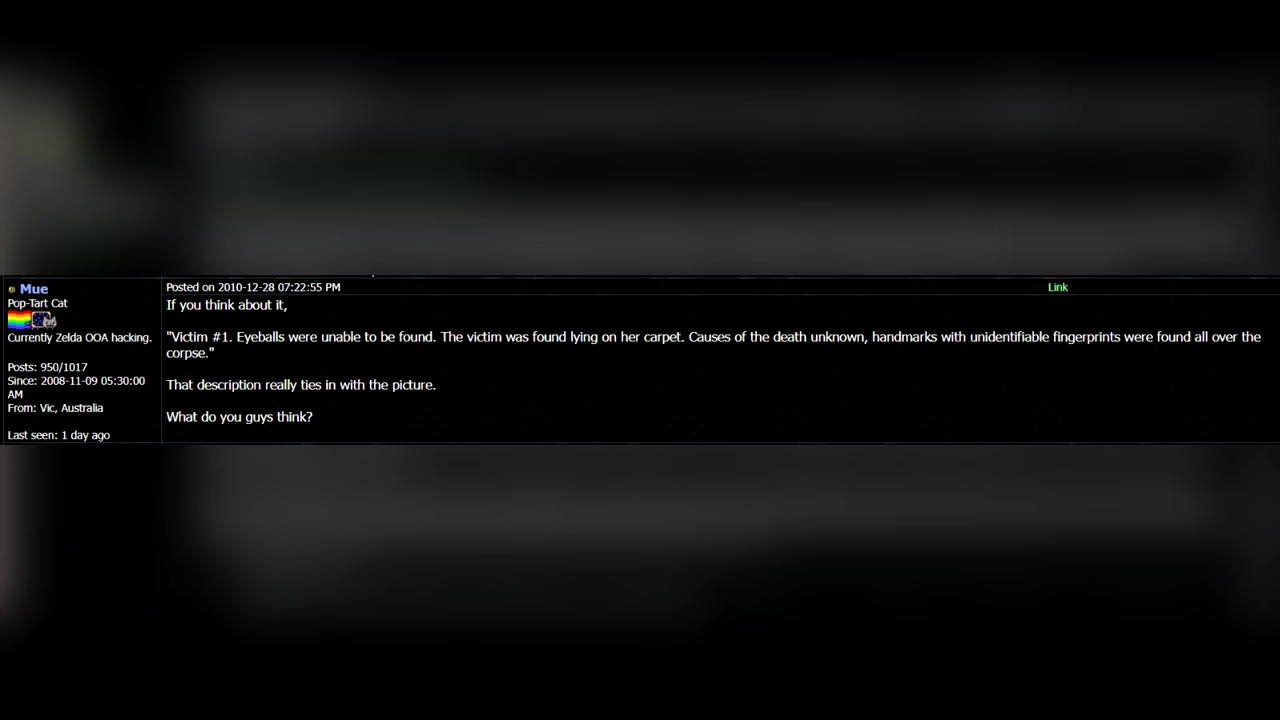 Mue
Pop-Tart Cat
Currently Zelda OOA hacking.
Posts: 950/1017
Since: 2008-11-09 05:30:00
AM
From: Vic, Australia
Last seen: 1 day ago
Posted on 2010-12-28 07:22:55 PM
Link
If you think about it,
"Victim #1. Eyeballs were unable to be found. The victim was found lying on her carpet. Causes of the death unknown, handmarks with unidentifiable fingerprints were found all over the
corpse."
That description really ties in with the picture.
What do you guys think?